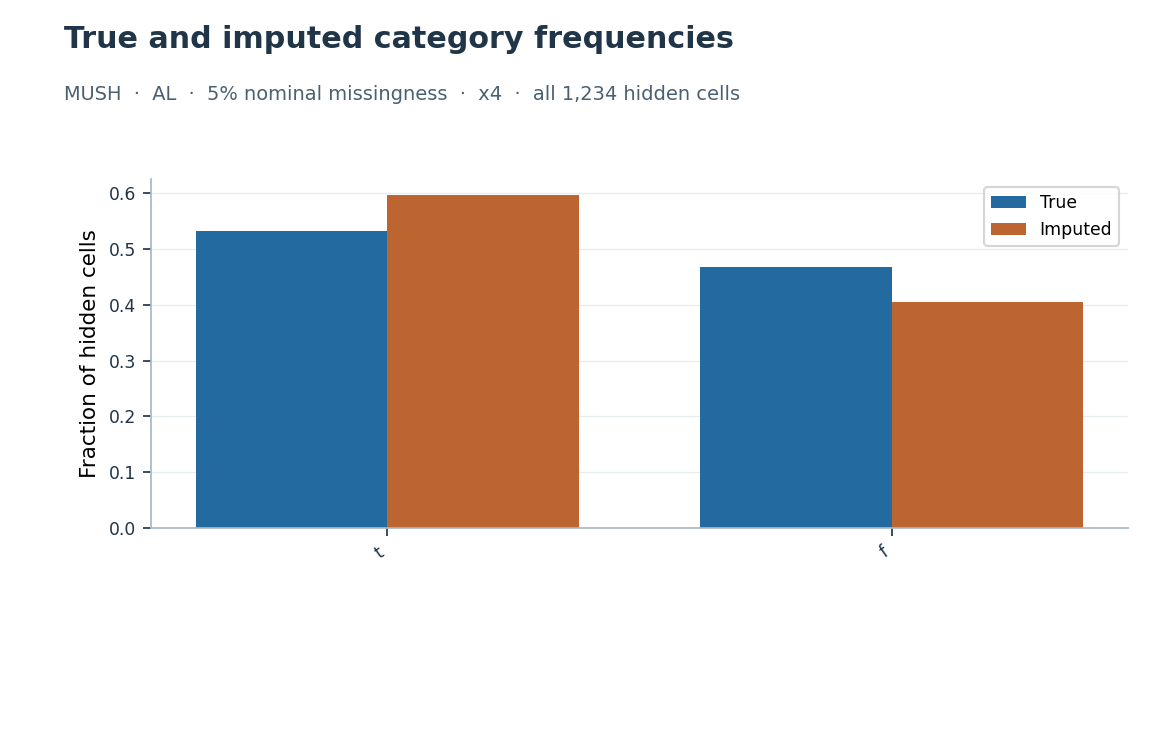 True and imputed category frequencies
MUSH · AL · 5% nominal missingness · x4 · all 1,234 hidden cells
Fraction of hidden cells
0.6
0.5
0.4
0.3
0.2
0.1
0.0
True
Imputed
t
f